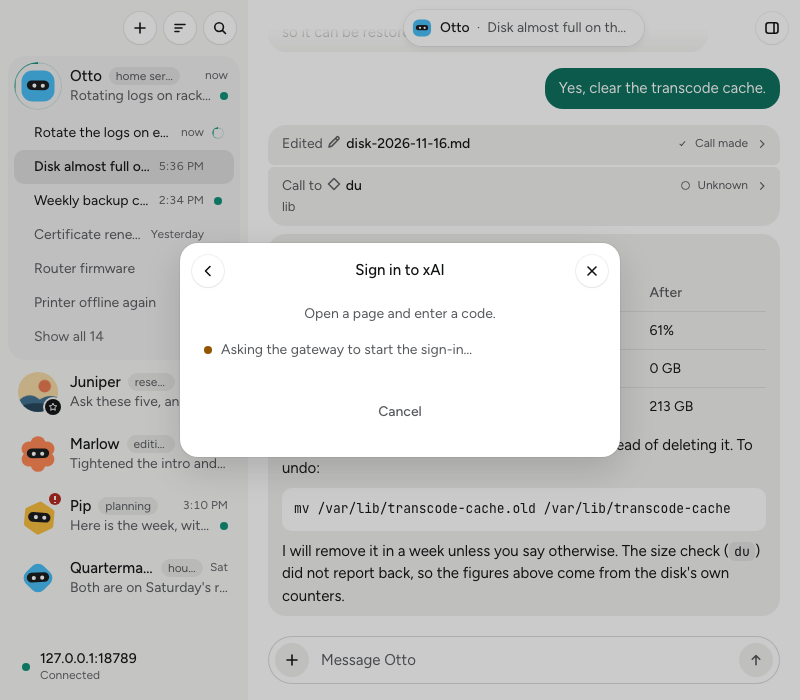 Otto
home ser...
now
Rotating logs on rack...
Rotate the logs on e...
now
Disk almost full o...
5:36 PM
Weekly backup c...
2:34 PM
Certificate rene...
Yesterday
Router firmware
Printer offline again
Show all 14
Juniper
rese...
Ask these five, an
Marlow
editi...
Tightened the intro and...
Pip
planning
3:10 PM
Here is the week, wit...
Quarterma...
hou...
Sat
Both are on Saturday's r...
127.0.0.1:18789
Connected
so it can be restor
Otto · Disk almost full on th...
Yes, clear the transcode cache.
Edited disk-2026-11-16.md
Call made
Call to du
Unknown
lib
After
61%
0 GB
213 GB
Sign in to xAI
Open a page and enter a code.
Asking the gateway to start the sign-in...
Cancel
ead of deleting it. To
undo:
mv /var/lib/transcode-cache.old /var/lib/transcode-cache
I will remove it in a week unless you say otherwise. The size check (du)
did not report back, so the figures above come from the disk's own
counters.
Message Otto